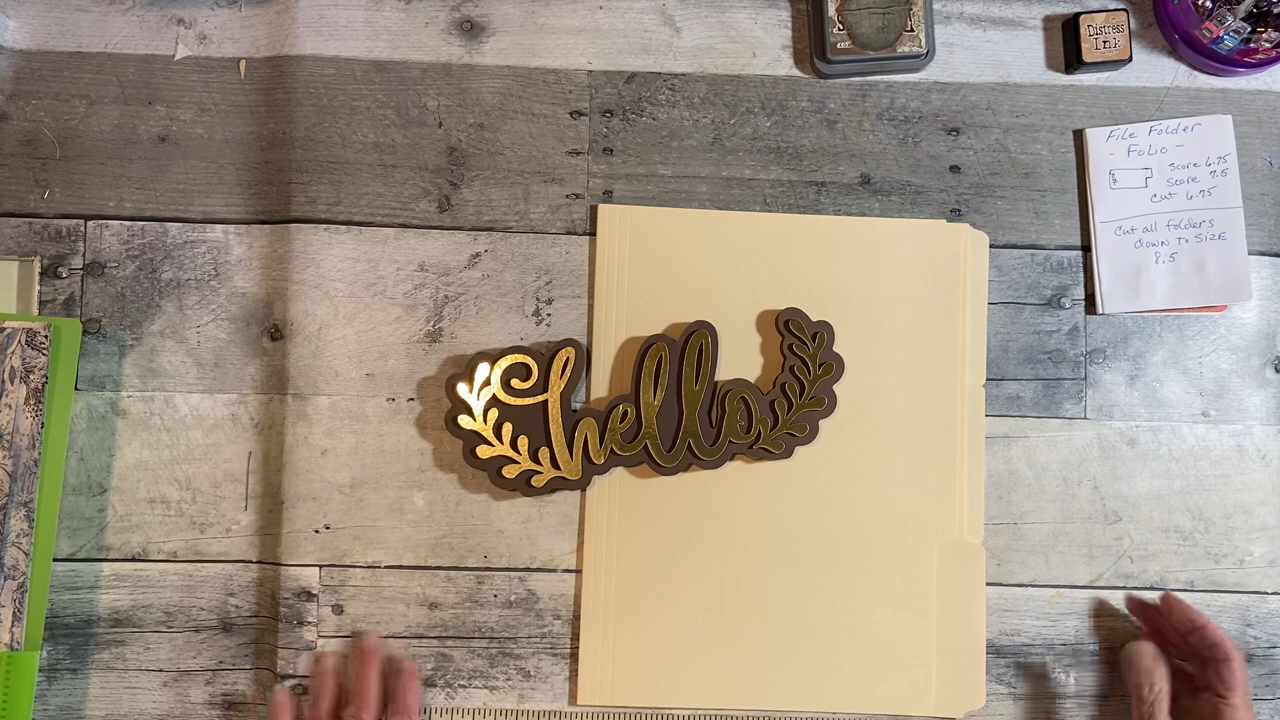 Distress
Ink
File Folder
- Folio -
Score 6.75
Score 7.5
Cut 6.75
Cut all folders
down to size
8.5
hello